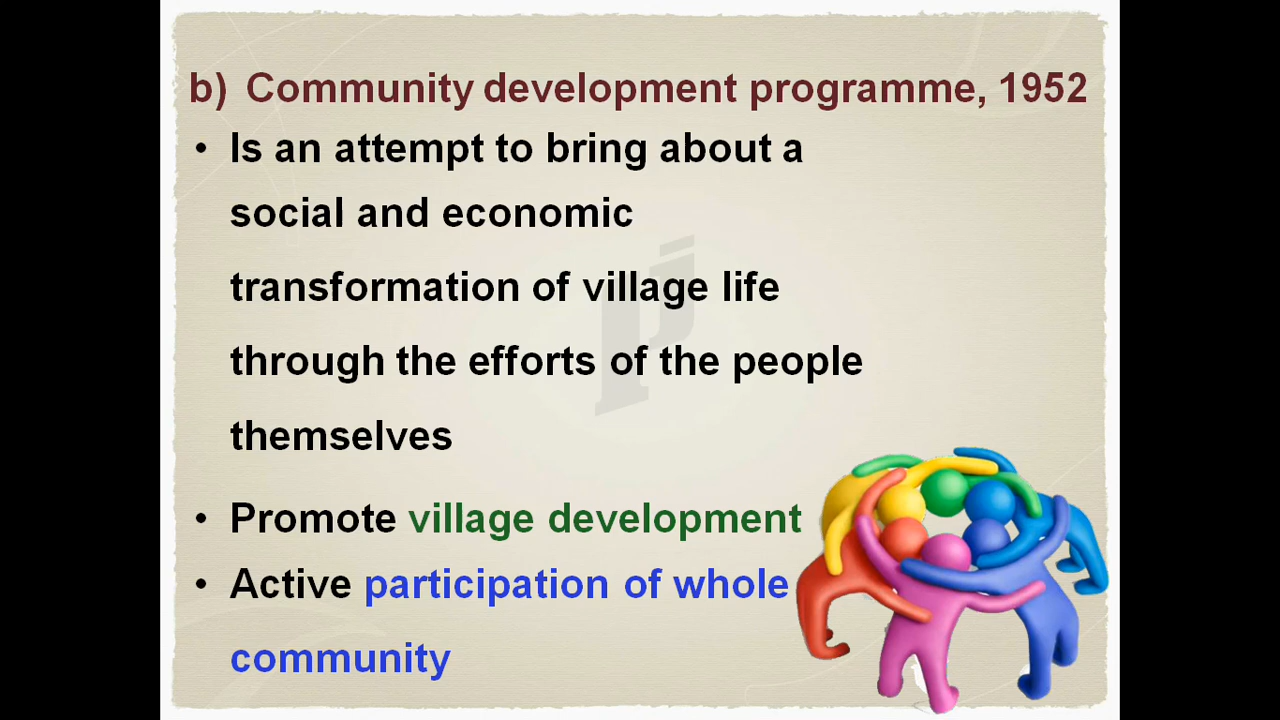 b) Community development programme, 1952
• Is an attempt to bring about a
social and economic
transformation of village life
through the efforts of the people
themselves
• Promote village development
• Active participation of whole
community